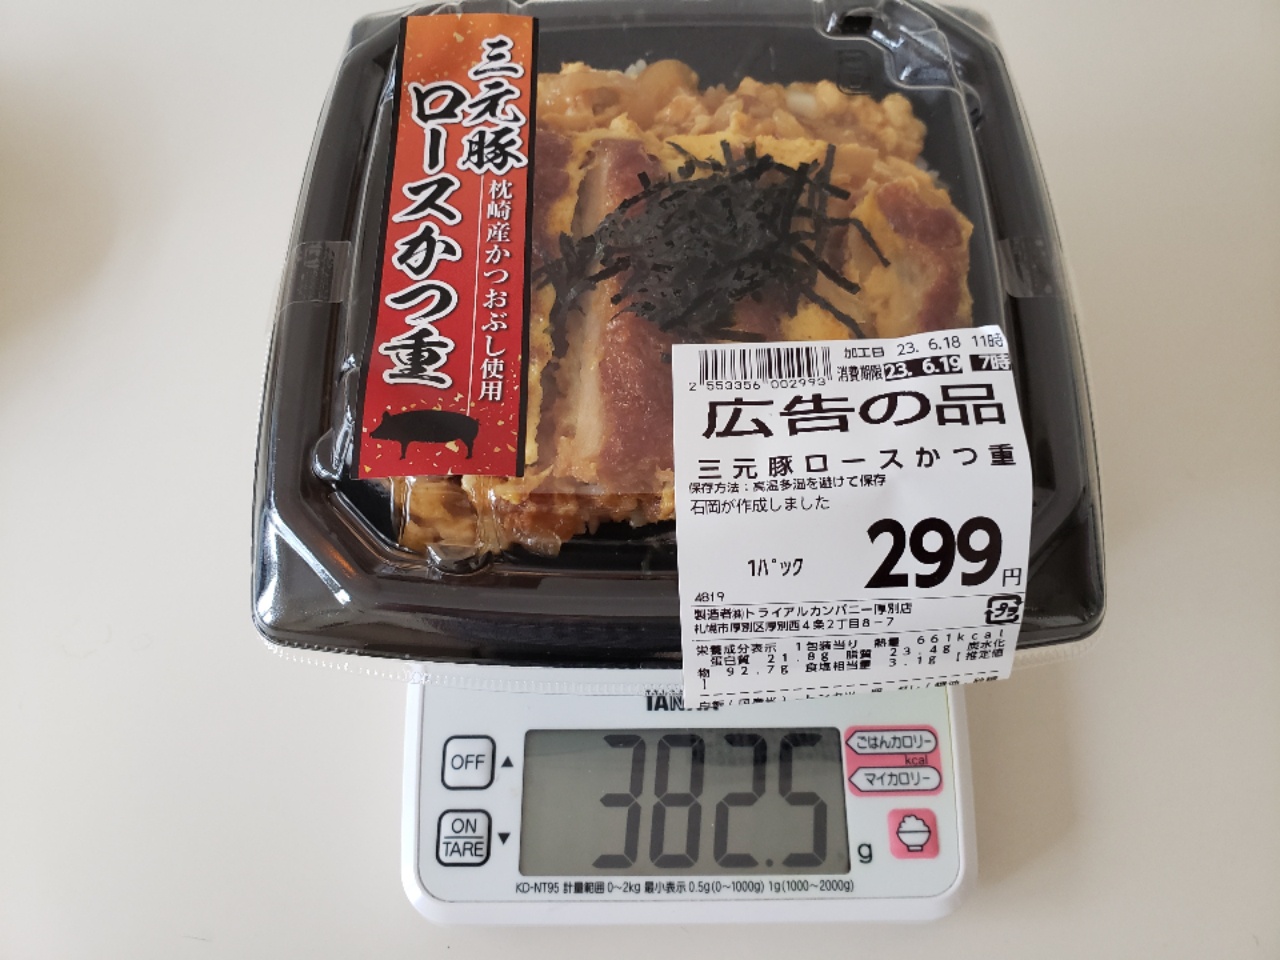 三元豚
ロースかつ重
枕崎産かつおぶし使用
加工日 23. 6.18 11時
消費期限 23. 6.19 7時
2 553356 002993
広告の品
三元豚ロースかつ重
保存方法：高温多湿を避けて保存
石岡が作成しました
1パック
299円
4819
プラ
製造者㈱トライアルカンパニー厚別店
札幌市厚別区厚別西4条2丁目8-7
栄養成分表示 1包装当り 熱量 661kcal
蛋白質 21.8g 脂質 23.4g 炭水化
物 92.7g 食塩相当量 3.1g [推定値
]
TANITA
OFF
ON
TARE
382.5
g
ごはんカロリー
kcal
マイカロリー
KD-NT95 計量範囲 0～2kg 最小表示 0.5g(0～1000g) 1g(1000～2000g)